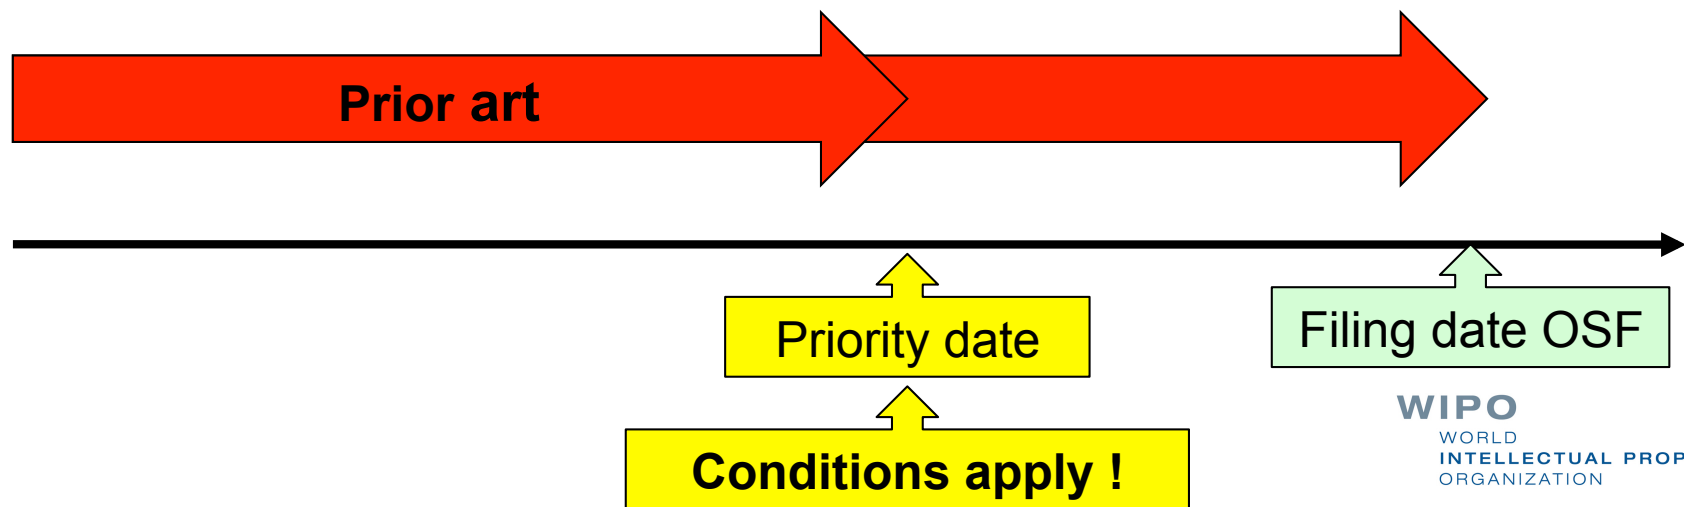 Prior art
Priority date
Filing date OSF
Conditions apply !
WIPO
WORLD
INTELLECTUAL PROP
ORGANIZATION